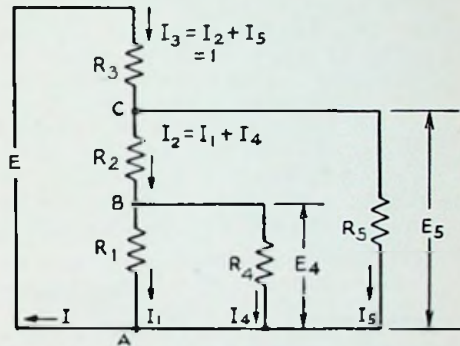 I₃ = I₂ + I₅
= I
R₃
C
R₂
I₂ = I₁ + I₄
E
B
R₁
R₄
E₄
R₅
E₅
I
I₁
I₄
I₅
A